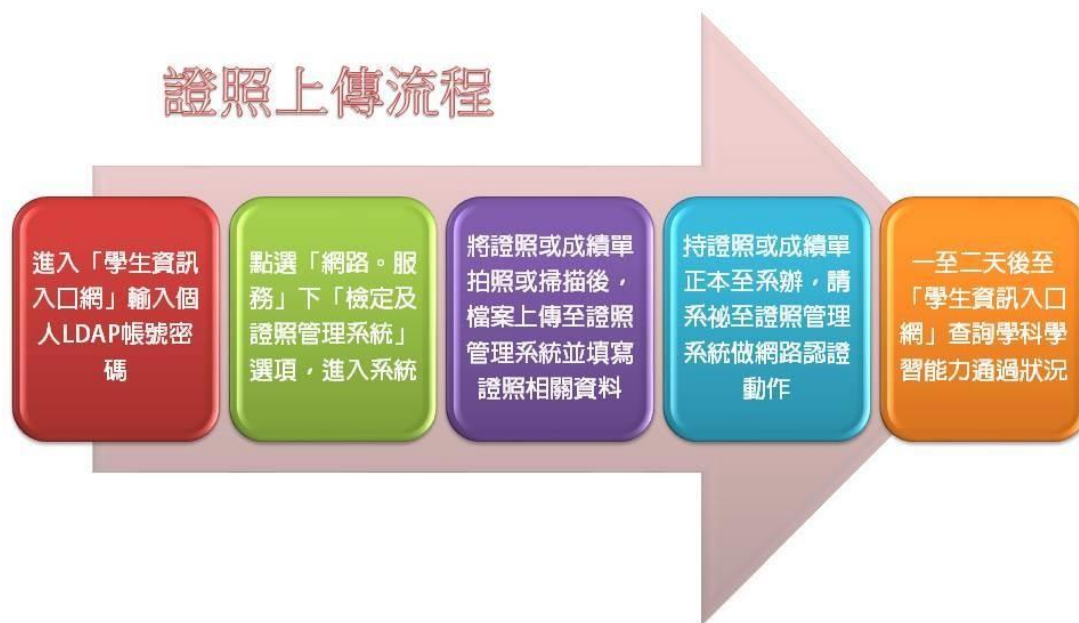 證照上傳流程
進入「學生資訊
入口網」輸入個
人LDAP帳號密
碼
點選「網路。服
務」下「檢定及
證照管理系統」
選項，進入系統
將證照或成績單
拍照或掃描後，
檔案上傳至證照
管理系統並填寫
證照相關資料
持證照或成績單
正本至系辦，請
系祕至證照管理
系統做網路認證
動作
一至二天後至
「學生資訊入口
網」查詢學科學
習能力通過狀況